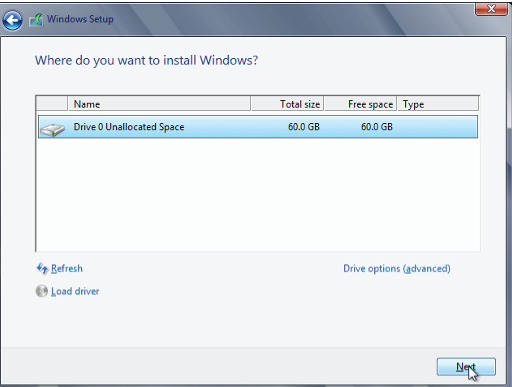 Windows Setup
Where do you want to install Windows?
Name Total size Free space Type
Drive 0 Unallocated Space 60.0 GB 60.0 GB
Refresh Drive options (advanced)
Load driver
Next